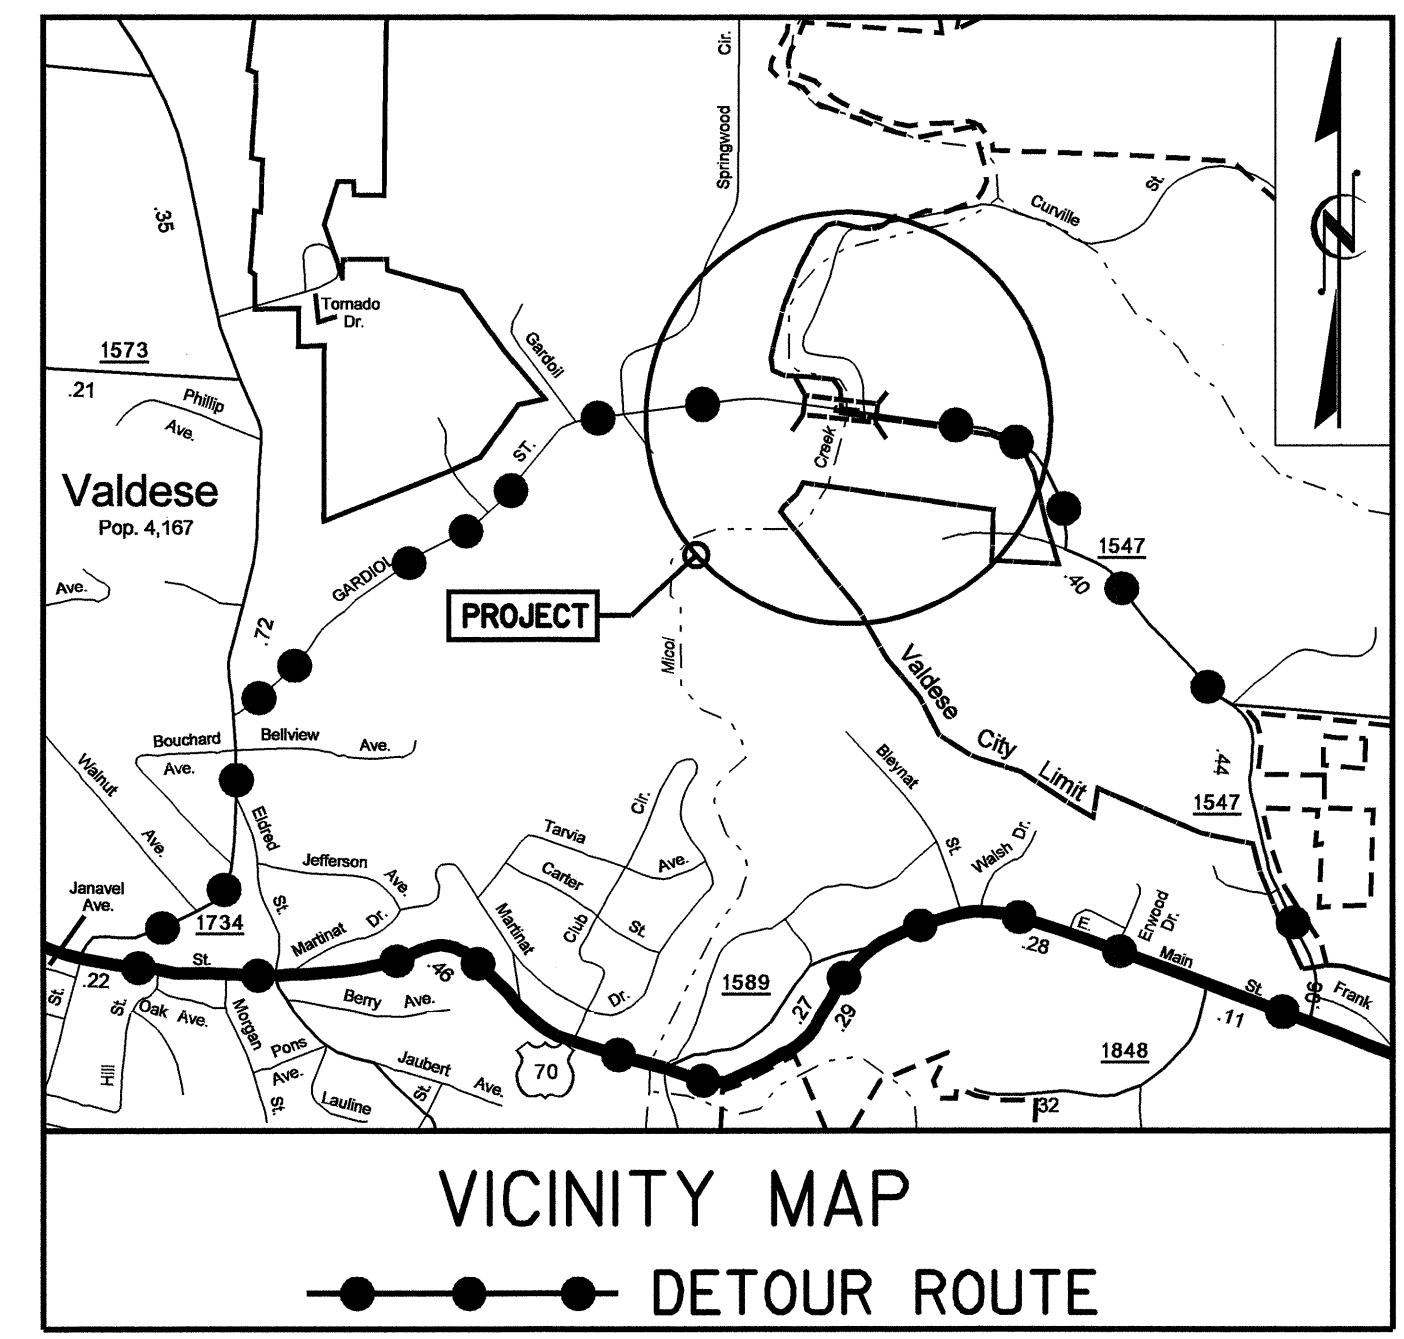 Cir.
Springwood
St.
Curville
.35
Tornado
Dr.
1573
.21
Phillip
Ave.
Gardoil
ST.
Creek
Valdese
Pop. 4,167
1547
.40
Ave.
GARDIOL
PROJECT
.72
Micol
Valdese
City
Limit
Bouchard
Ave.
Bellview
Ave.
Walnut
Ave.
Bleynat
St.
.44
1547
Eldred
St.
Cir.
Tarvia
Ave.
Walsh Dr.
Jefferson
Ave.
Carter
St.
Janavel
Ave.
1734
Martinat
Dr.
Martinat
Dr.
Club
E.
Erwood
Dr.
.28
Main
St.
St.
.46
.22
1589
.27
.29
.06
Frank
St.
St.
Oak Ave.
Berry Ave.
Morgan
St.
.11
Hill
Pons
Ave.
Jaubert
Ave.
St.
Lauline
70
1848
32
N
VICINITY MAP
DETOUR ROUTE